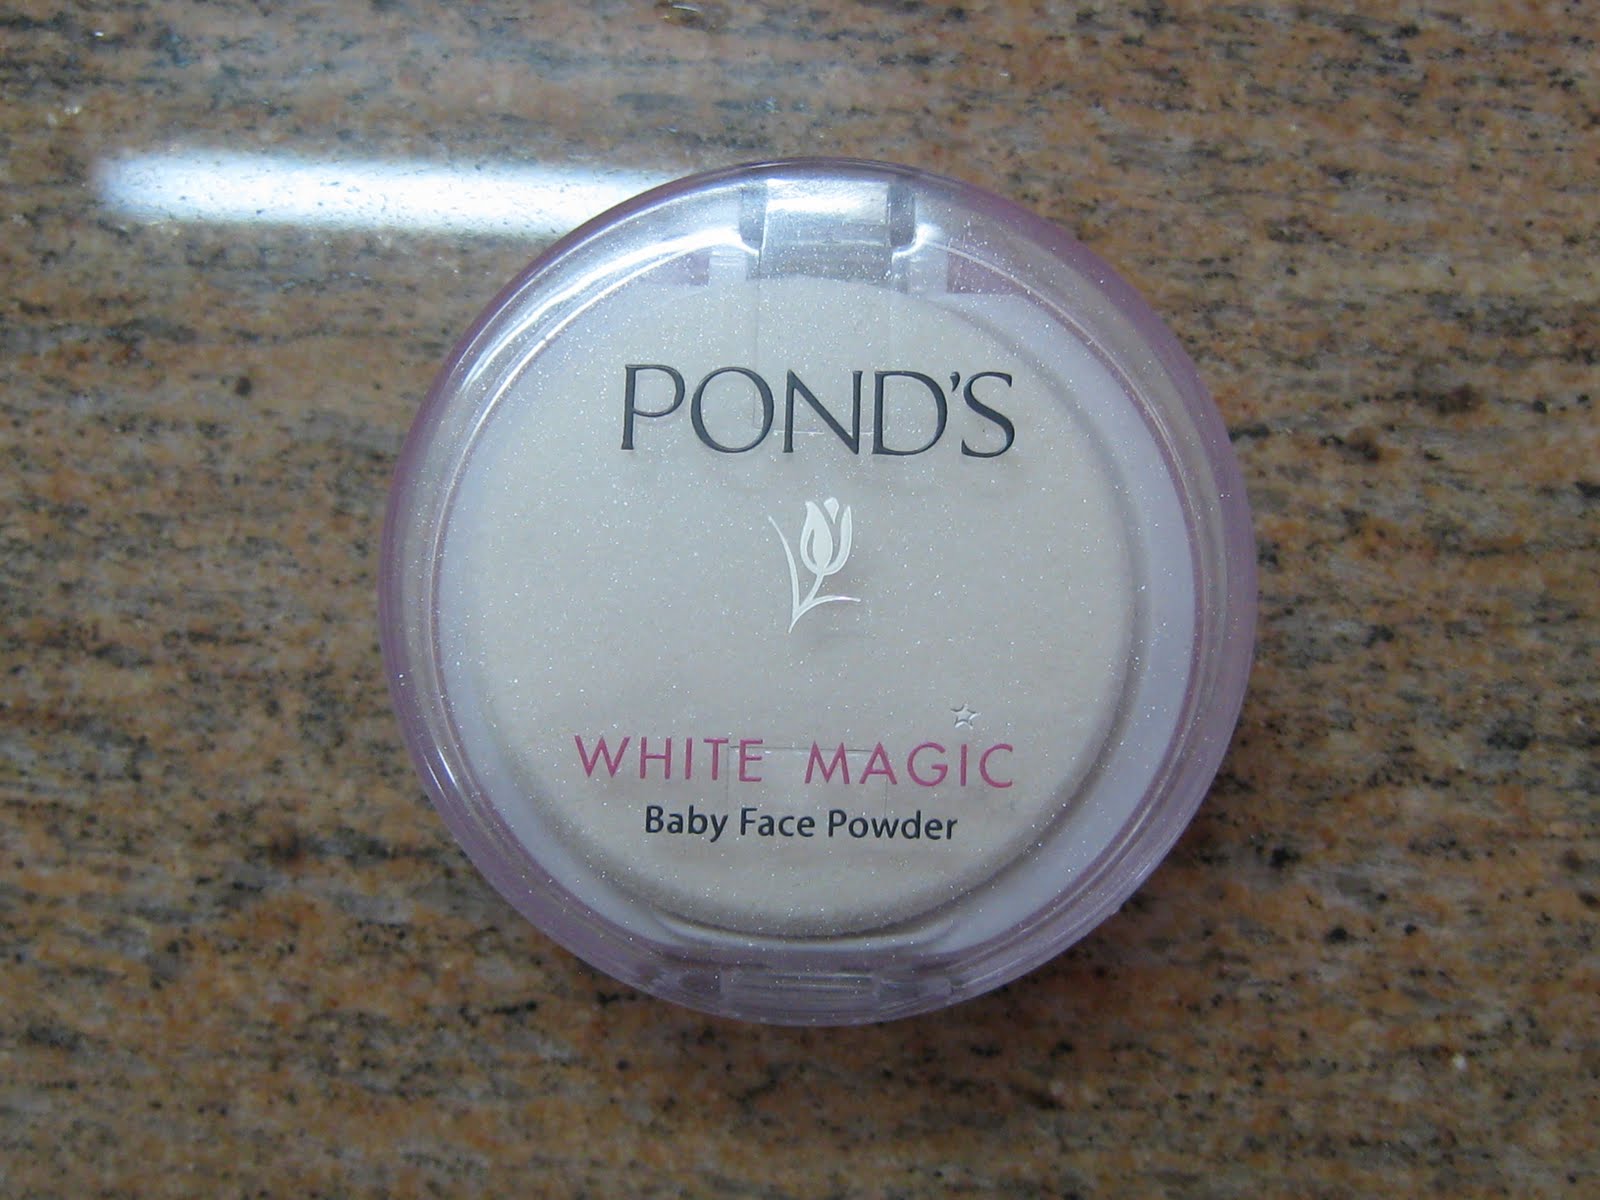 POND'S
WHITE MAGIC
Baby Face Powder